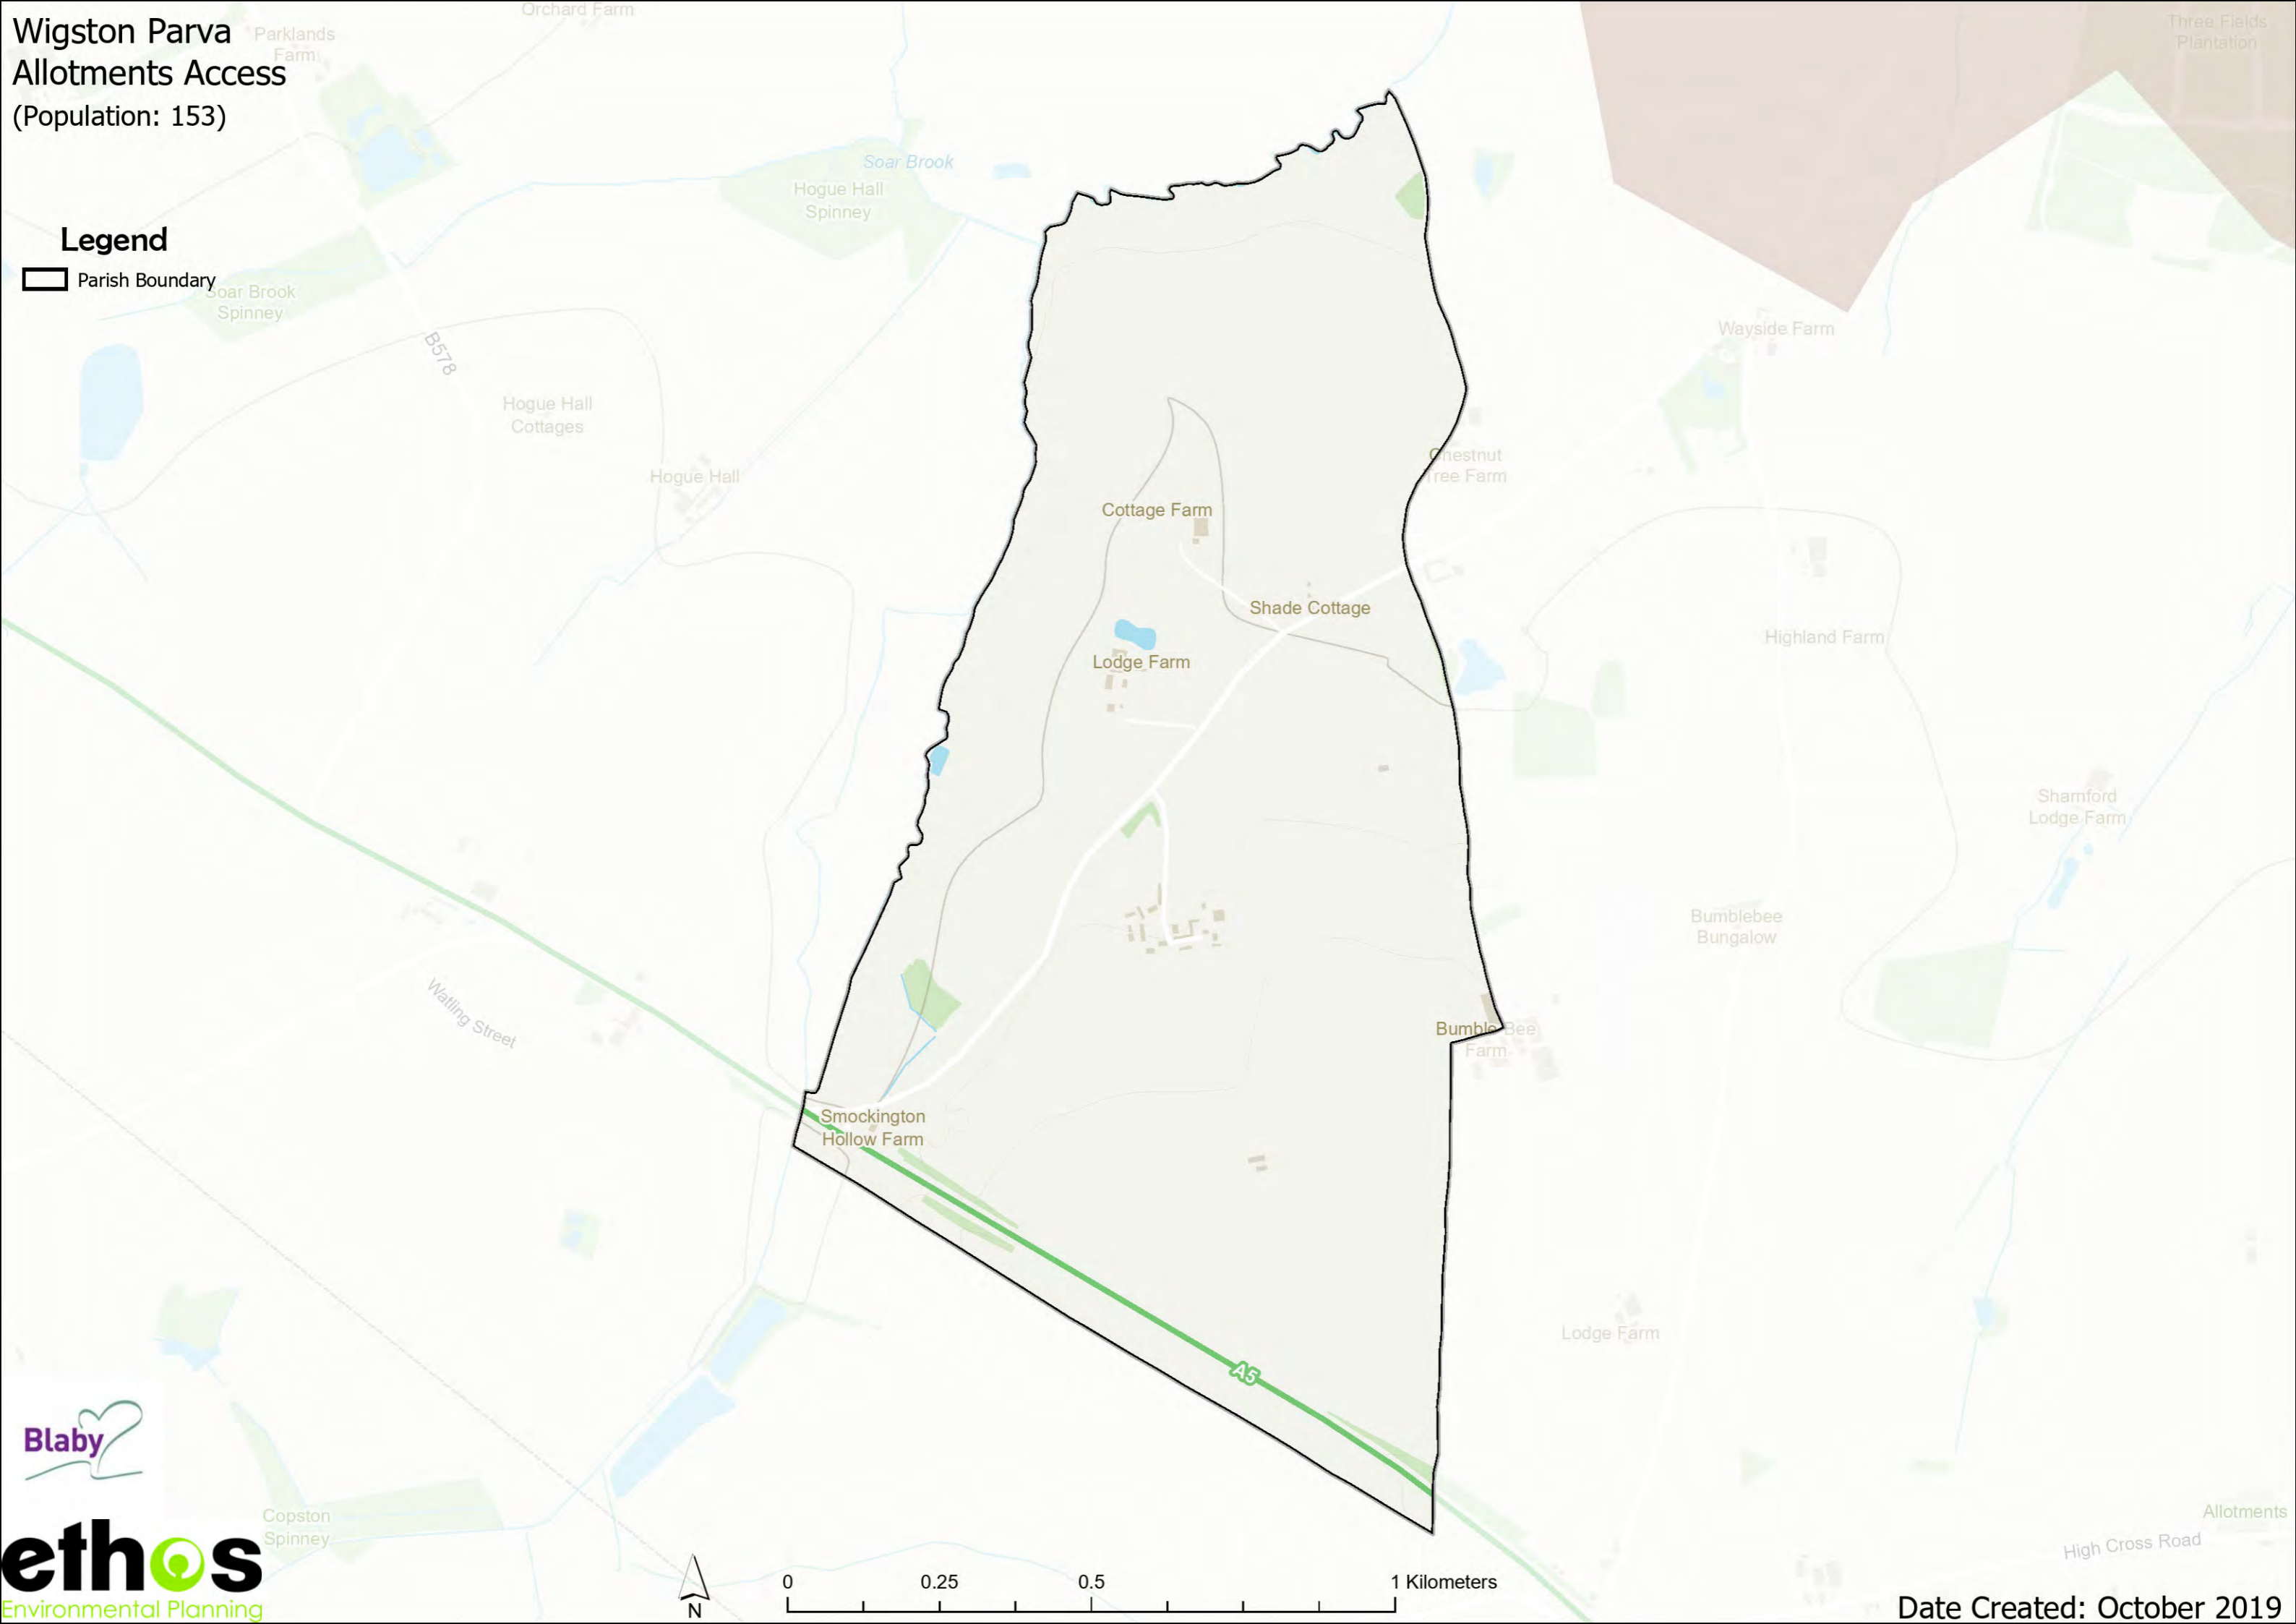 Wigston Parva
Allotments Access
(Population: 153)
Legend
Parish Boundary
Orchard Farm
Parklands
Farm
Three Fields
Plantation
Soar Brook
Hogue Hall
Spinney
Soar Brook
Spinney
B578
Wayside Farm
Hogue Hall
Cottages
Hogue Hall
Chestnut
Tree Farm
Cottage Farm
Shade Cottage
Highland Farm
Lodge Farm
Sharnford
Lodge Farm
Bumblebee
Bungalow
Watling Street
Bumble Bee
Farm
Smockington
Hollow Farm
Lodge Farm
A5
Blaby
Copston
Spinney
Allotments
High Cross Road
ethos
Environmental Planning
N
0 0.25 0.5 1 Kilometers
Date Created: October 2019